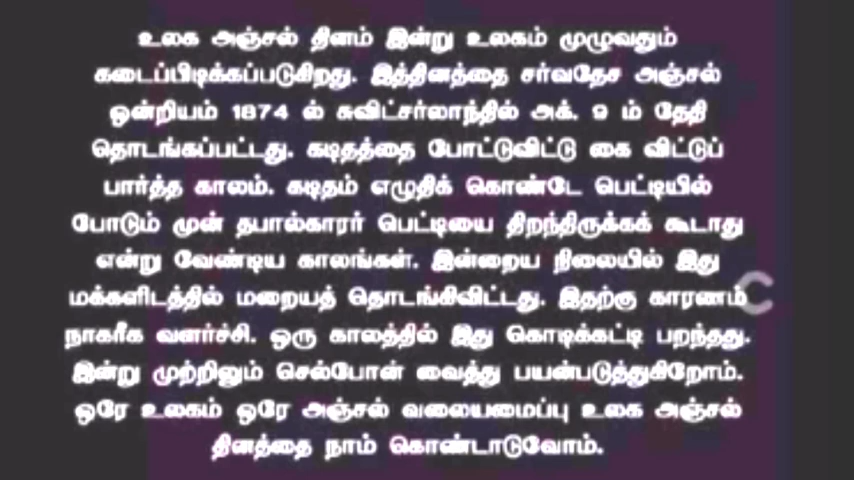 உலக அஞ்சல் தினம் இன்று உலகம் முழுவதும்
கடைப்பிடிக்கப்படுகிறது. இத்தினத்தை சர்வதேச அஞ்சல்
ஒன்றியம் 1874 ல் சுவிட்சர்லாந்தில் அக். 9 ம் தேதி
தொடங்கப்பட்டது. கடிதத்தை போட்டுவிட்டு கை விட்டுப்
பார்த்த காலம். கடிதம் எழுதிக் கொண்டே பெட்டியில்
போடும் முன் தபால்காரர் பெட்டியை திறந்திருக்கக் கூடாது
என்று வேண்டிய காலங்கள். இன்றைய நிலையில் இது
மக்களிடத்தில் மறையத் தொடங்கிவிட்டது. இதற்கு காரணம்
நாகரீக வளர்ச்சி. ஒரு காலத்தில் இது கொடிக்கட்டி பறந்தது.
இன்று முற்றிலும் செல்போன் வைத்து பயன்படுத்துகிறோம்.
ஒரே உலகம் ஒரே அஞ்சல் வலையமைப்பு உலக அஞ்சல்
தினத்தை நாம் கொண்டாடுவோம்.